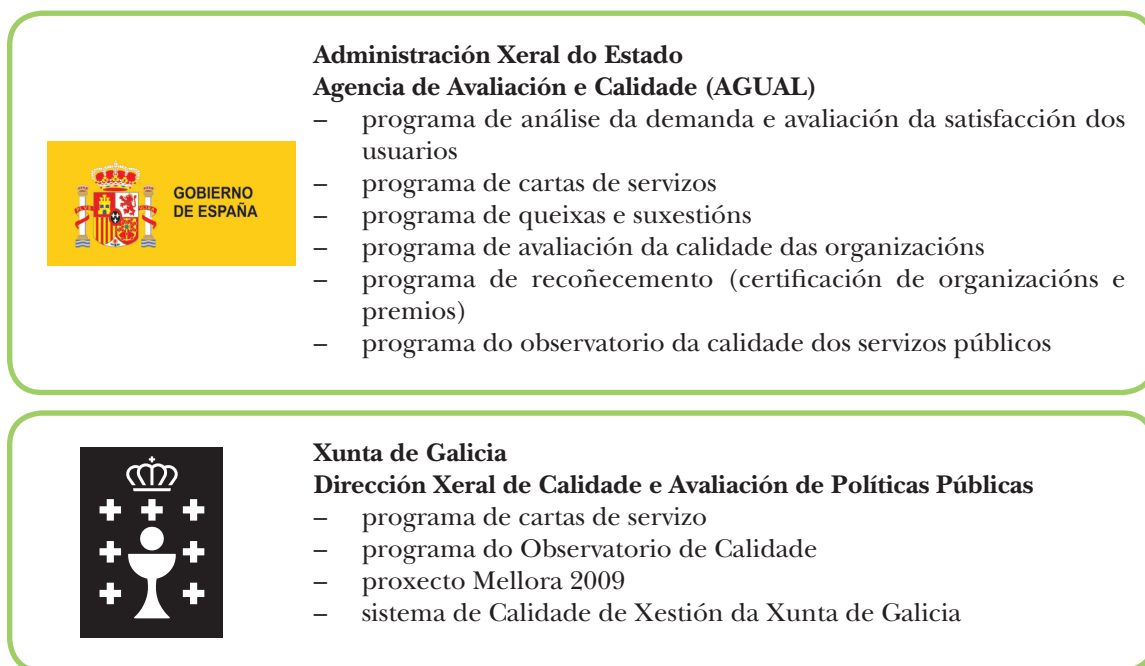 Administración Xeral do Estado
Agencia de Avaliación e Calidade (AGUAL)
– programa de análise da demanda e avaliación da satisfacción dos
usuarios
– programa de cartas de servizos
– programa de queixas e suxestións
– programa de avaliación da calidade das organizacións
– programa de recoñecemento (certificación de organizacións e
premios)
– programa do observatorio da calidade dos servizos públicos
GOBIERNO
DE ESPAÑA
Xunta de Galicia
Dirección Xeral de Calidade e Avaliación de Políticas Públicas
– programa de cartas de servizo
– programa do Observatorio de Calidade
– proxecto Mellora 2009
– sistema de Calidade de Xestión da Xunta de Galicia